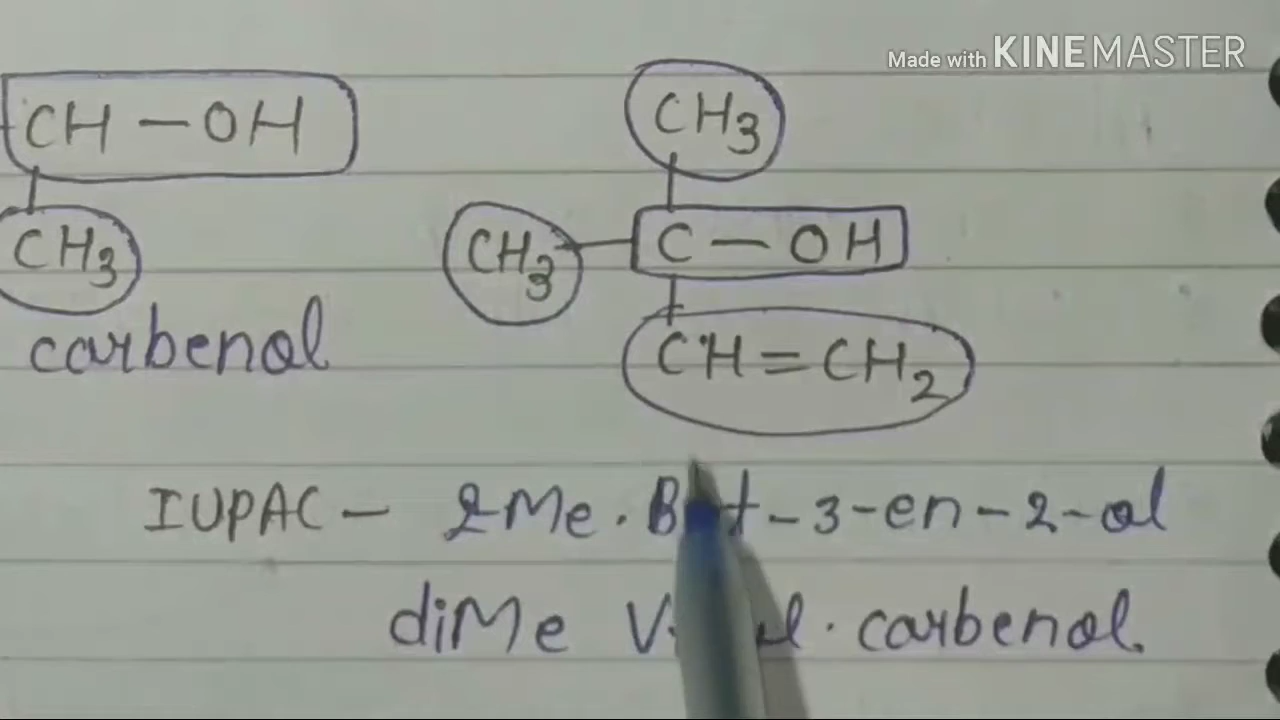 Made with KINEMASTER
CH - OH
CH3
carbenol
CH3
CH3 - C - OH
CH = CH2
IUPAC - 2Me. - 3 - en - 2 - ol
diMe carbenol